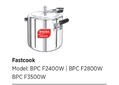 Fastcook
Model: BPC F2400W | BPC F2800W
BPC F3500W